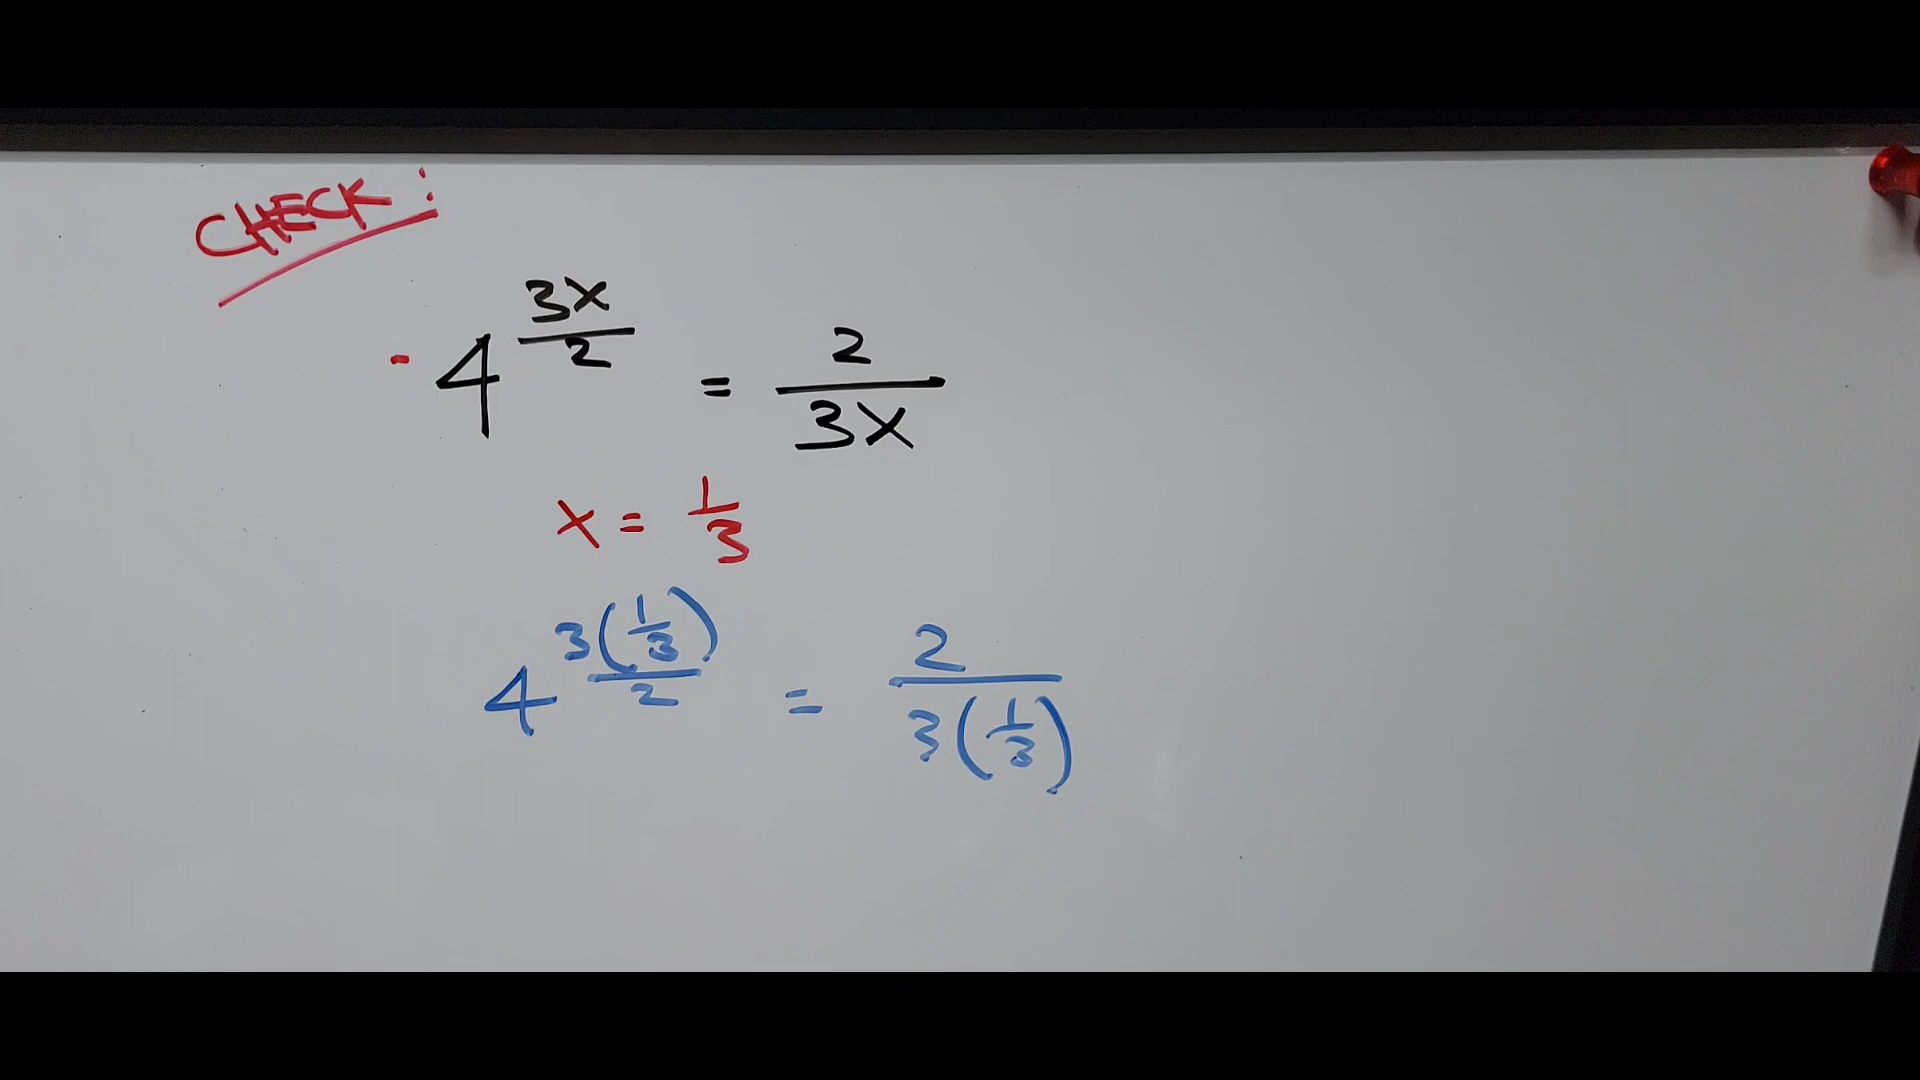 CHECK:
- 4^(3x/2) = 2/3x
x = 1/3
4^(3(1/3)/2) = 2/3(1/3)